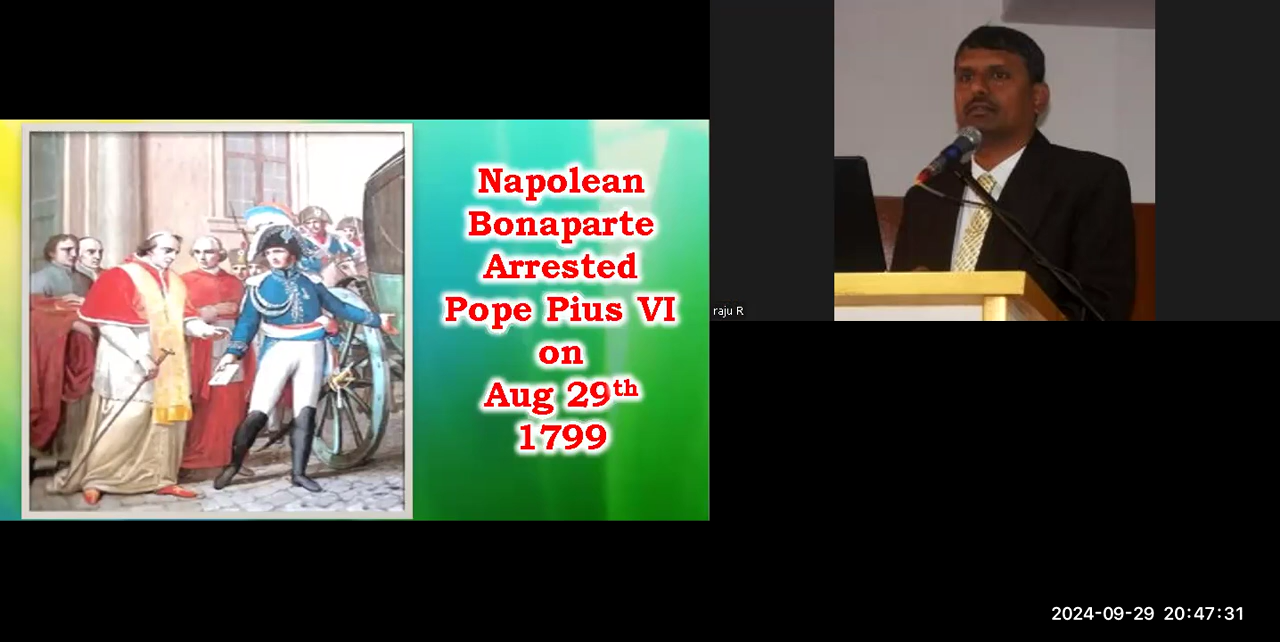 Napolean
Bonaparte
Arrested
Pope Pius VI
on
Aug 29th
1799
raju R
2024-09-29 20:47:31